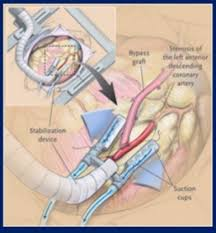 Bypass
graft
Stenosis of
the left anterior
descending
coronary
artery
Stabilization
device
Suction
cups